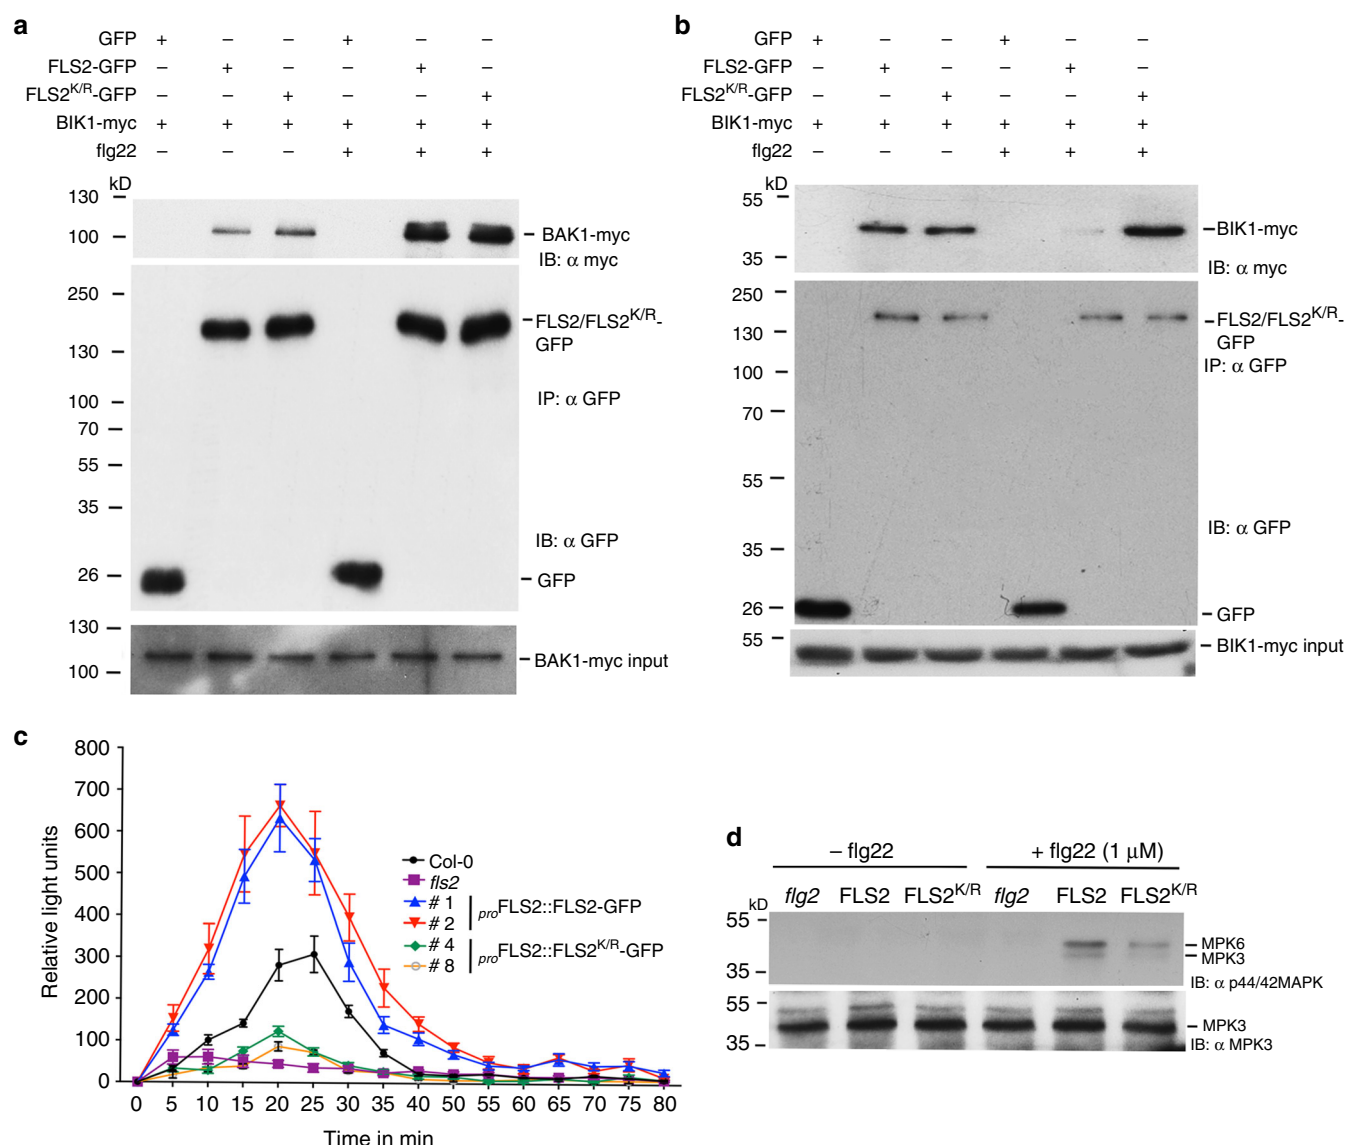 a
GFP + – – + – –
FLS2-GFP – + – – + –
FLS2K/R-GFP – – + – – +
BIK1-myc + + + + + +
flg22 – – – + + +
kD
130
100
BAK1-myc
IB: α myc
250
130
100
70
55
35
26
FLS2/FLS2K/R-
GFP
IP: α GFP
IB: α GFP
GFP
130
100
BAK1-myc input
b
GFP + – – + – –
FLS2-GFP – + – – + –
FLS2K/R-GFP – – + – – +
BIK1-myc + + + + + +
flg22 – – – + + +
kD
55
35
BIK1-myc
IB: α myc
250
130
100
70
55
35
26
FLS2/FLS2K/R-
GFP
IP: α GFP
IB: α GFP
GFP
55
BIK1-myc input
c
Relative light units
800
700
600
500
400
300
200
100
0
0 5 10 15 20 25 30 35 40 45 50 55 60 65 70 75 80
Time in min
Col-0
fls2
# 1
# 2
proFLS2::FLS2-GFP
# 4
# 8
proFLS2::FLS2K/R-GFP
d
– flg22 + flg22 (1 μM)
kD flg2 FLS2 FLS2K/R flg2 FLS2 FLS2K/R
55
35
MPK6
MPK3
IB: α p44/42MAPK
55
35
MPK3
IB: α MPK3